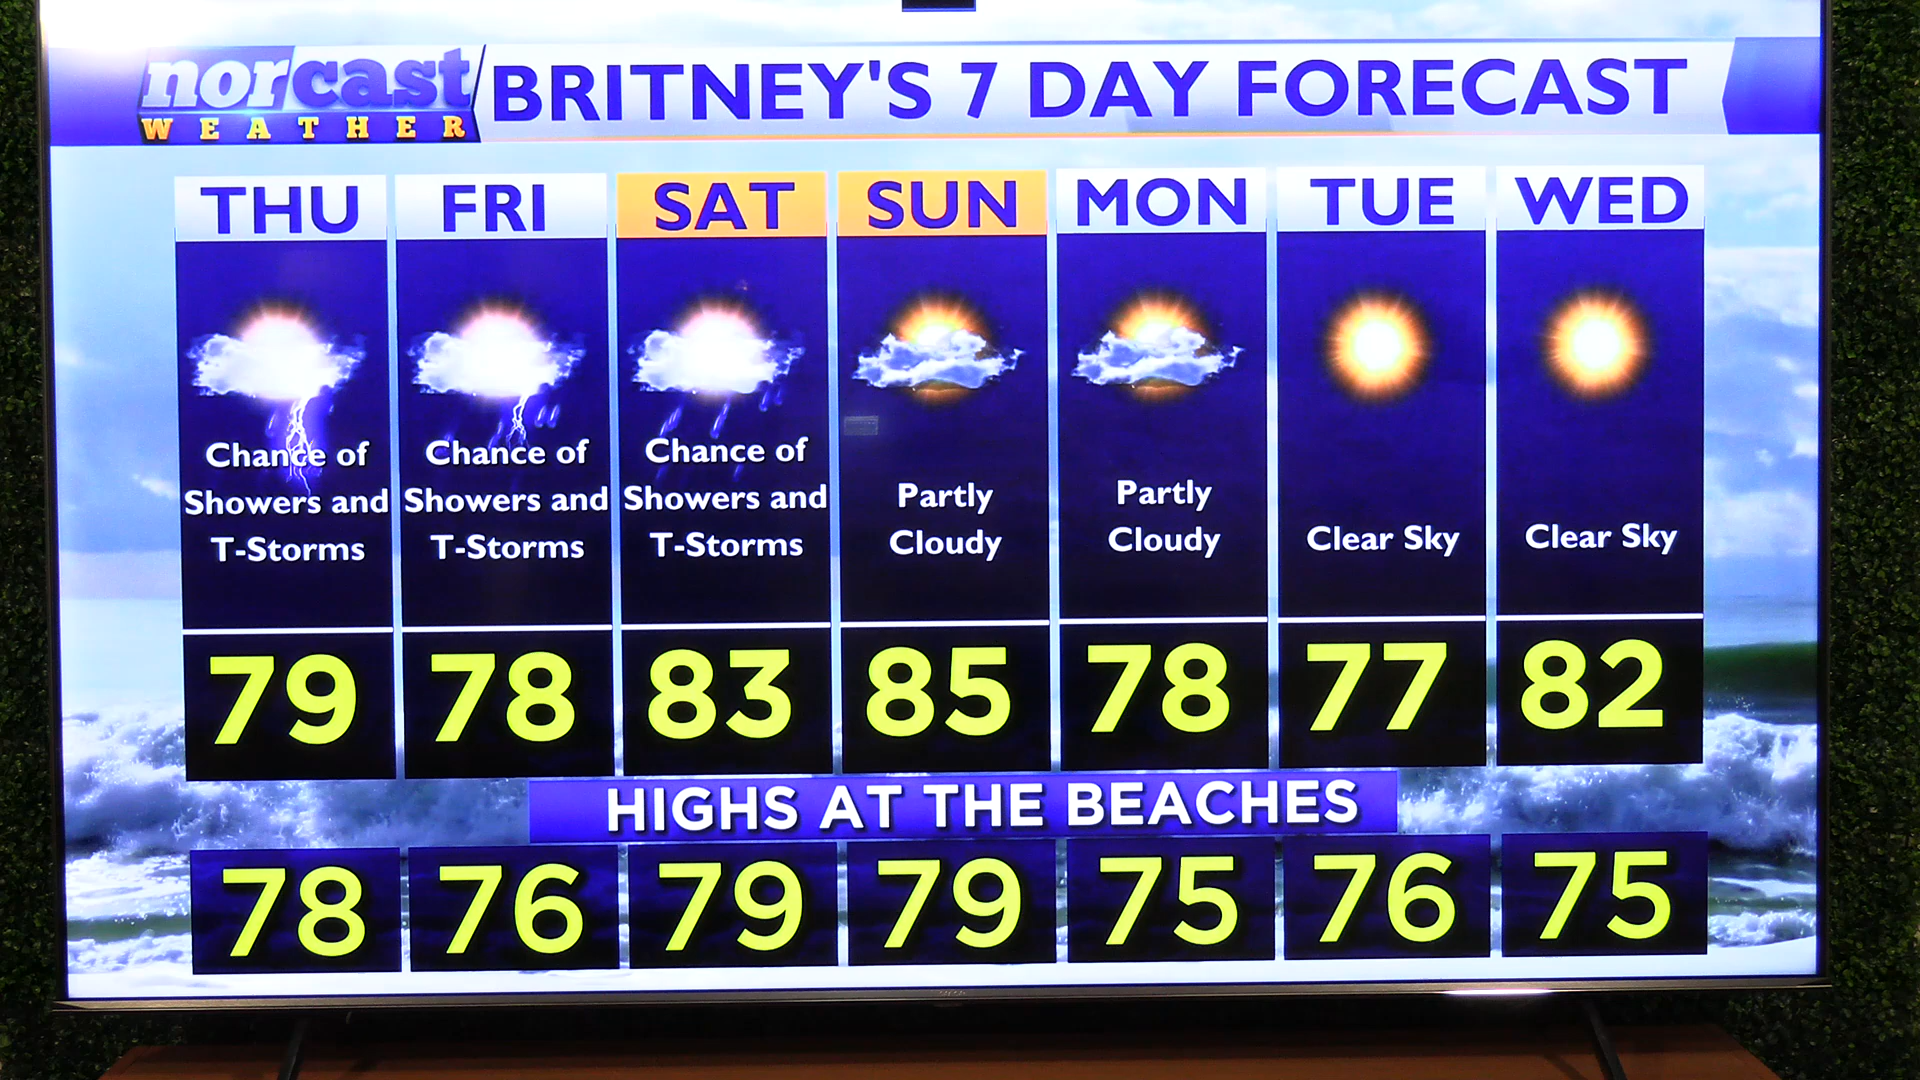 norcast
WEATHER
BRITNEY'S 7 DAY FORECAST
THU FRI SAT SUN MON TUE WED
Chance of
Showers and
T-Storms
Chance of
Showers and
T-Storms
Chance of
Showers and
T-Storms
Partly
Cloudy
Partly
Cloudy
Clear Sky
Clear Sky
79 78 83 85 78 77 82
HIGHS AT THE BEACHES
78 76 79 79 75 76 75